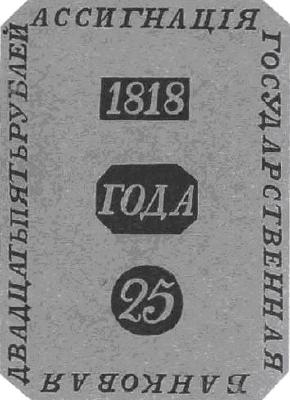 АССИГНАЦІЯ
ГОСУДАРСТВЕННАЯ
БАНКОВАЯ
ДВАДЦАТЬПЯТЬРУБЛЕЙ
1818
ГОДА
25